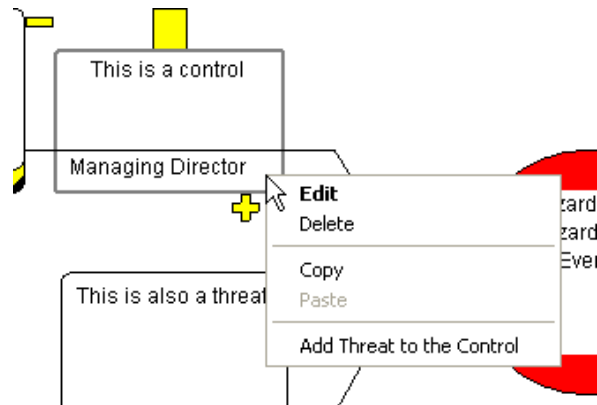 This is a control
Managing Director
Edit
Delete
Copy
Paste
Add Threat to the Control
This is also a threat